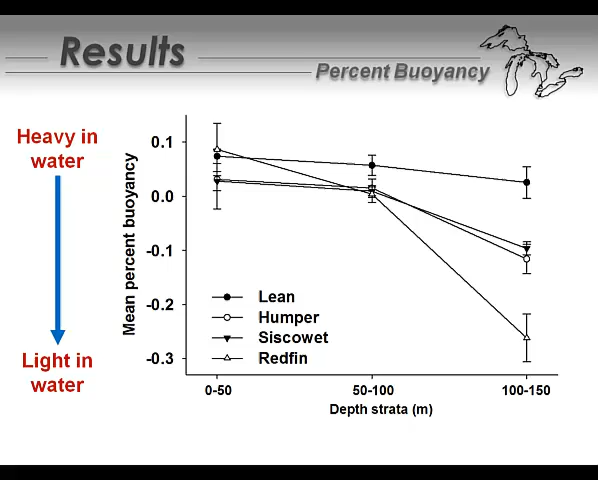 Results
Percent Buoyancy
Heavy in
water
Light in
water
Mean percent buoyancy
0.1
0.0
-0.1
-0.2
-0.3
Lean
Humper
Siscowet
Redfin
0-50
50-100
100-150
Depth strata (m)